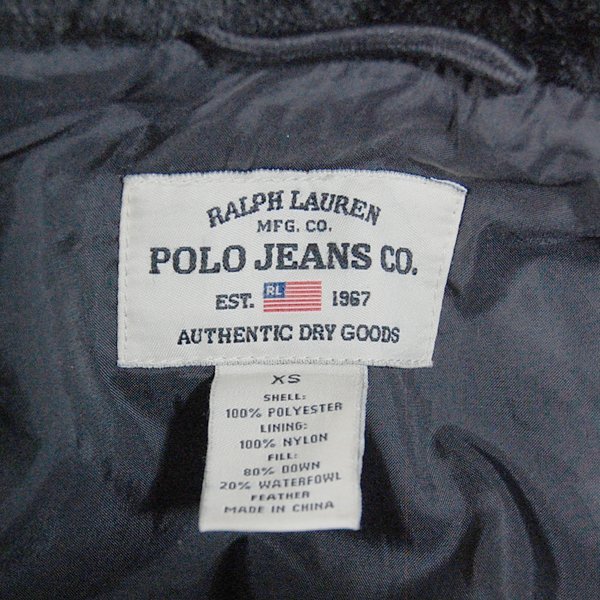 RALPH LAUREN
MFG. CO.
POLO JEANS CO.
EST. RL 1967
AUTHENTIC DRY GOODS
XS
SHELL:
100% POLYESTER
LINING:
100% NYLON
FILL:
80% DOWN
20% WATERFOWL
FEATHER
MADE IN CHINA